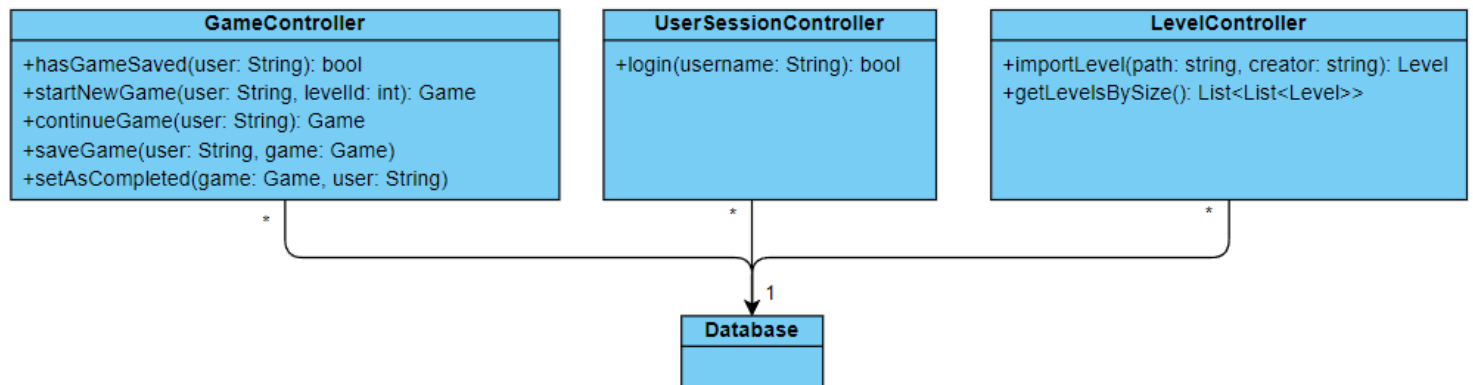 GameController
+hasGameSaved(user: String): bool
+startNewGame(user: String, levelId: int): Game
+continueGame(user: String): Game
+saveGame(user: String, game: Game)
+setAsCompleted(game: Game, user: String)
*
UserSessionController
+login(username: String): bool
*
LevelController
+importLevel(path: string, creator: string): Level
+getLevelsBySize(): List<List<Level>>
*
1
Database